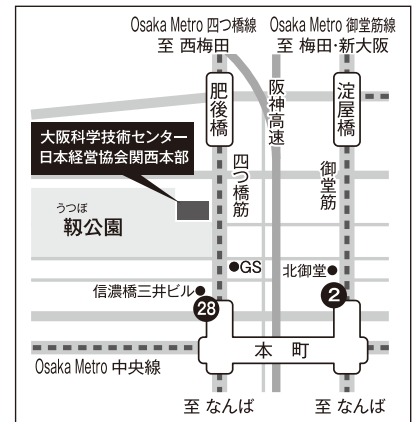 Osaka Metro 四つ橋線
至 西梅田
Osaka Metro 御堂筋線
至 梅田・新大阪
肥後橋
阪神高速
淀屋橋
大阪科学技術センター
日本経営協会関西本部
四つ橋筋
御堂筋
うつぼ
靱公園
GS
北御堂
信濃橋三井ビル
28
2
本町
Osaka Metro 中央線
至 なんば
至 なんば